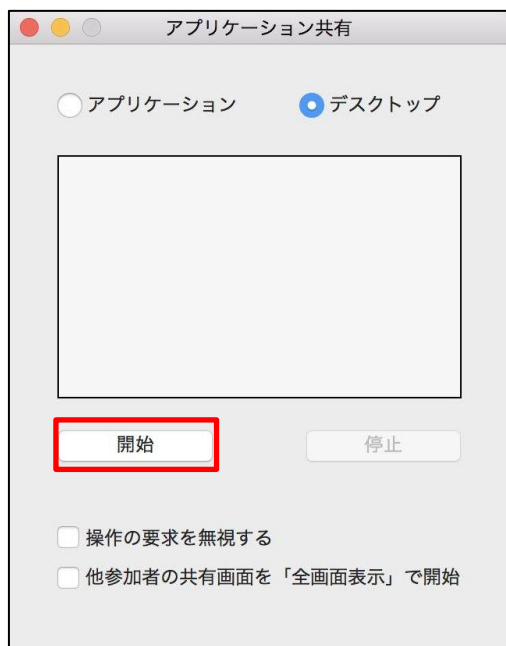 アプリケーション共有
アプリケーション デスクトップ
開始 停止
操作の要求を無視する
他参加者の共有画面を「全画面表示」で開始